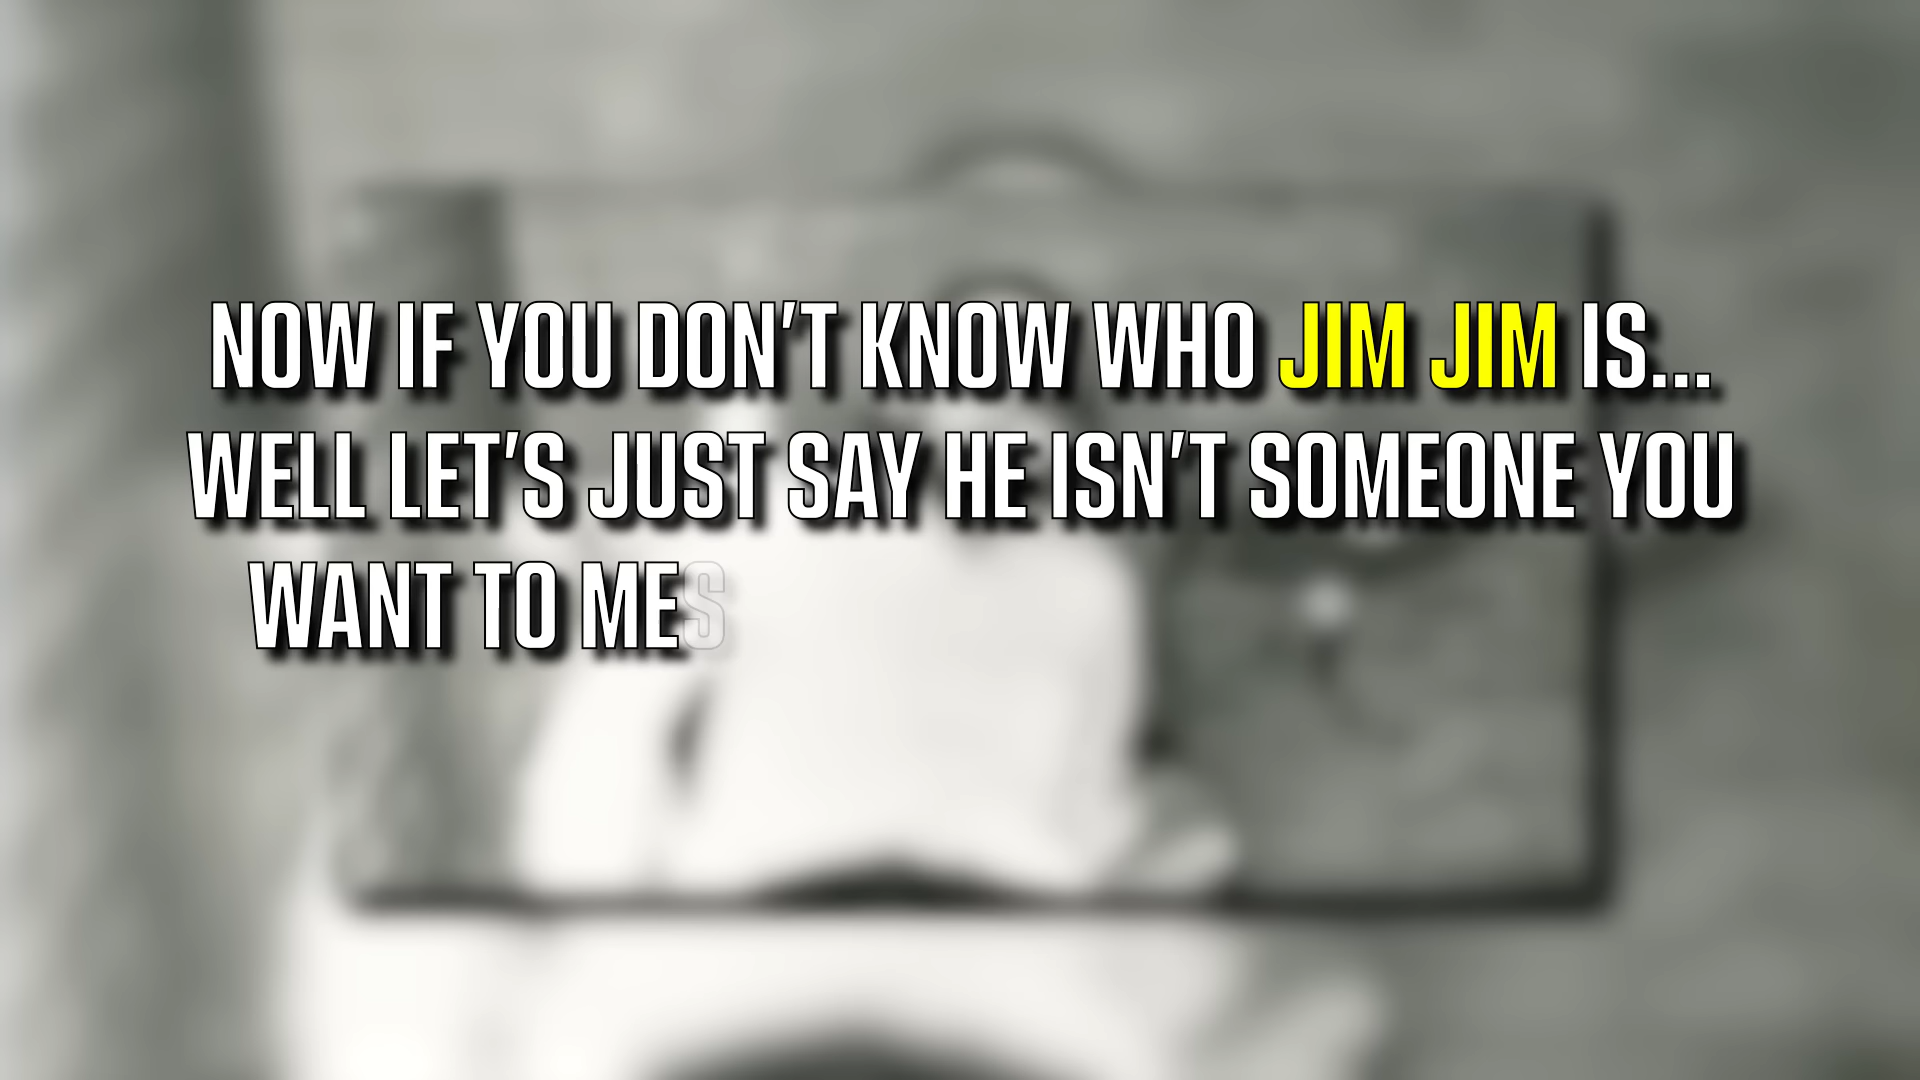 NOW IF YOU DON'T KNOW WHO JIM JIM IS...
WELL LET'S JUST SAY HE ISN'T SOMEONE YOU
WANT TO MES